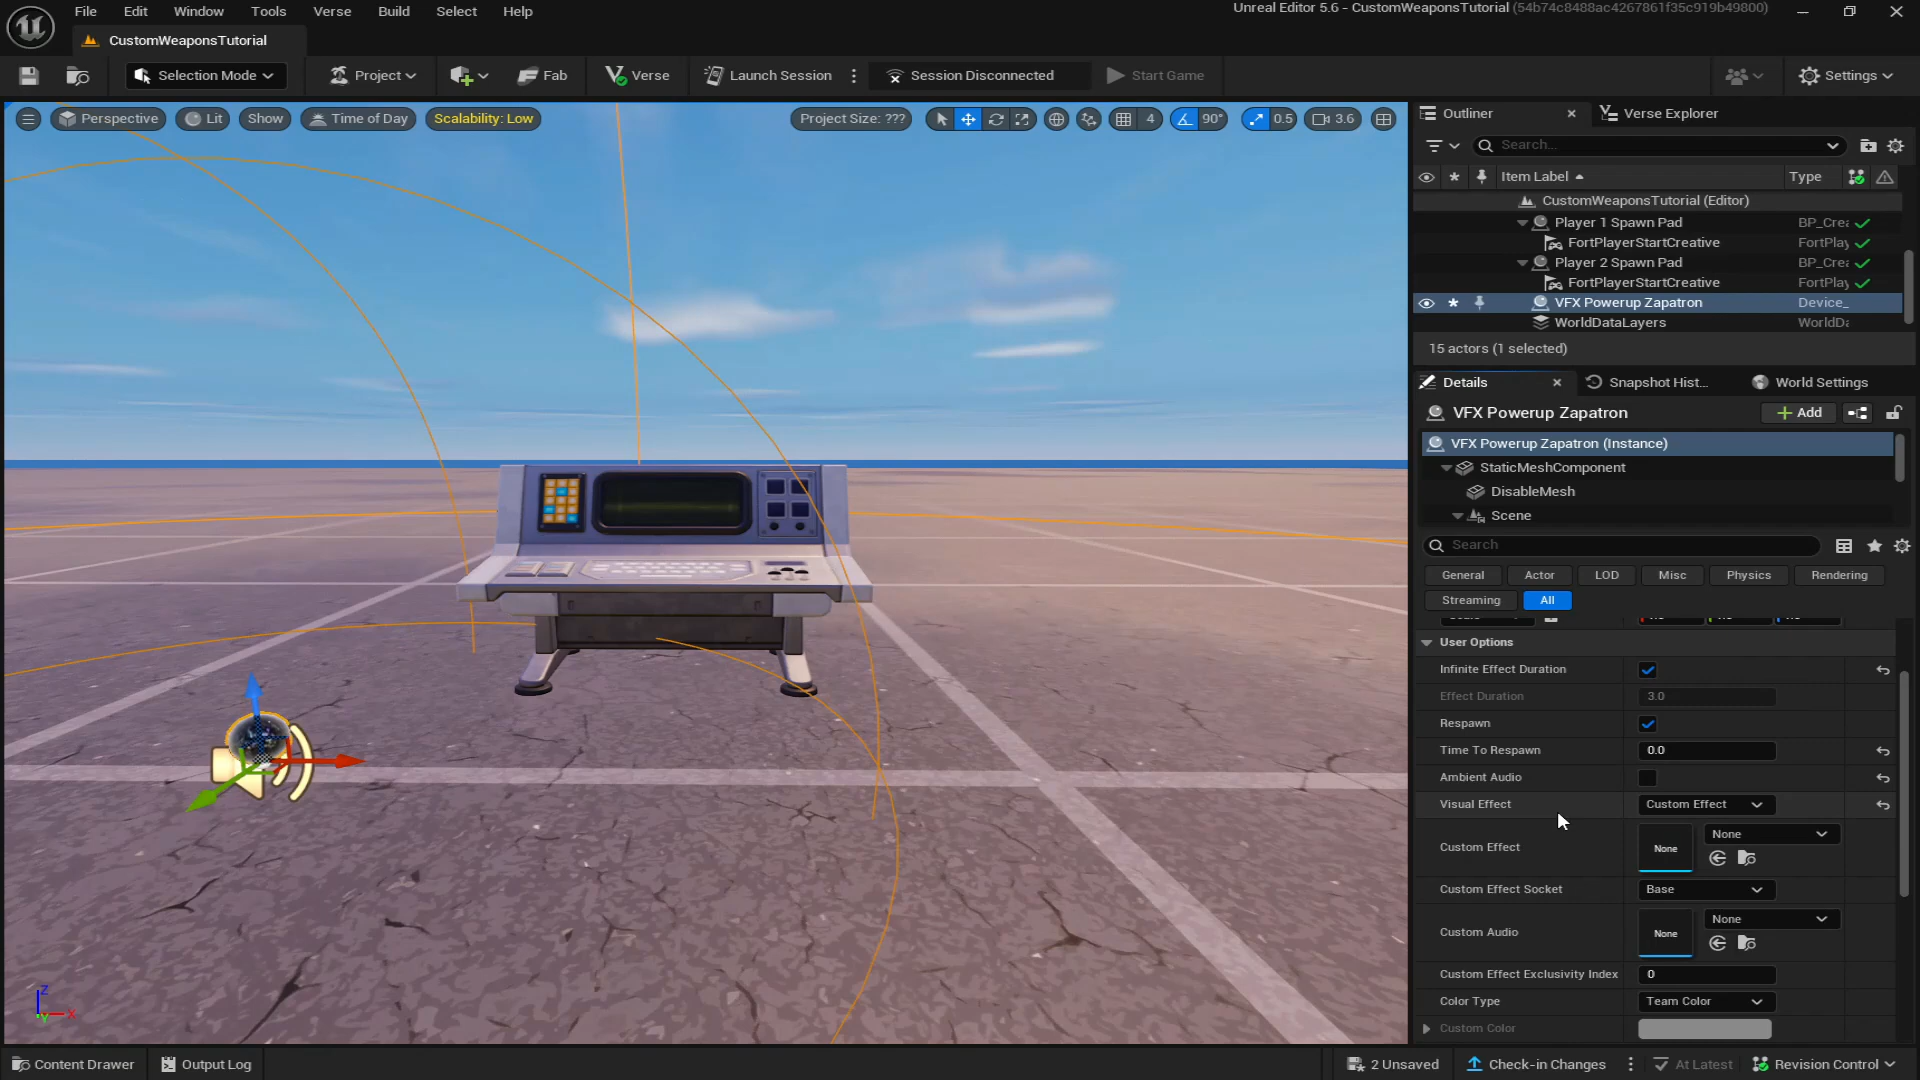 File Edit Window Tools Verse Build Select Help
Unreal Editor 5.6 - CustomWeaponsTutorial (54b74c8488ac4267861f35c919b49800)
CustomWeaponsTutorial
Selection Mode Project Fab Verse Launch Session Session Disconnected Start Game Settings
Perspective Lit Show Time of Day Scalability: Low Project Size: ??? 4 90° 0.5 3.6
Outliner Verse Explorer
Search...
Item Label Type
CustomWeaponsTutorial (Editor)
Player 1 Spawn Pad BP_Crea
FortPlayerStartCreative FortPlay
Player 2 Spawn Pad BP_Crea
FortPlayerStartCreative FortPlay
VFX Powerup Zapatron Device_
WorldDataLayers WorldDa
15 actors (1 selected)
Details Snapshot Hist... World Settings
VFX Powerup Zapatron Add
VFX Powerup Zapatron (Instance)
StaticMeshComponent
DisableMesh
Scene
Search
General Actor LOD Misc Physics Rendering
Streaming All
User Options
Infinite Effect Duration
Effect Duration 3.0
Respawn
Time To Respawn 0.0
Ambient Audio
Visual Effect Custom Effect
Custom Effect None None
Custom Effect Socket Base
Custom Audio None None
Custom Effect Exclusivity Index 0
Color Type Team Color
Custom Color
Z
X
Content Drawer Output Log 2 Unsaved Check-in Changes At Latest Revision Control